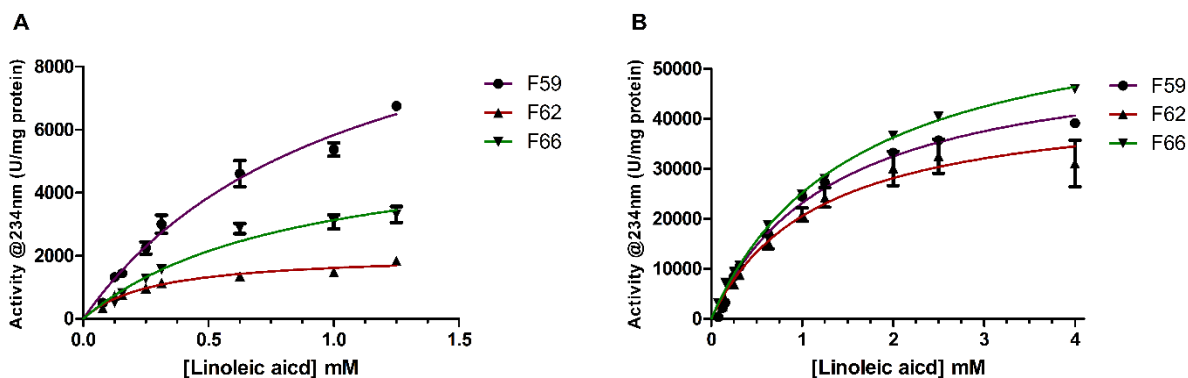 A
Activity @234nm (U/mg protein)
8000
6000
4000
2000
0
0.0 0.5 1.0 1.5
[Linoleic aicd] mM
F59
F62
F66
B
Activity @234nm (U/mg protein)
50000
40000
30000
20000
10000
0
0 1 2 3 4
[Linoleic aicd] mM
F59
F62
F66